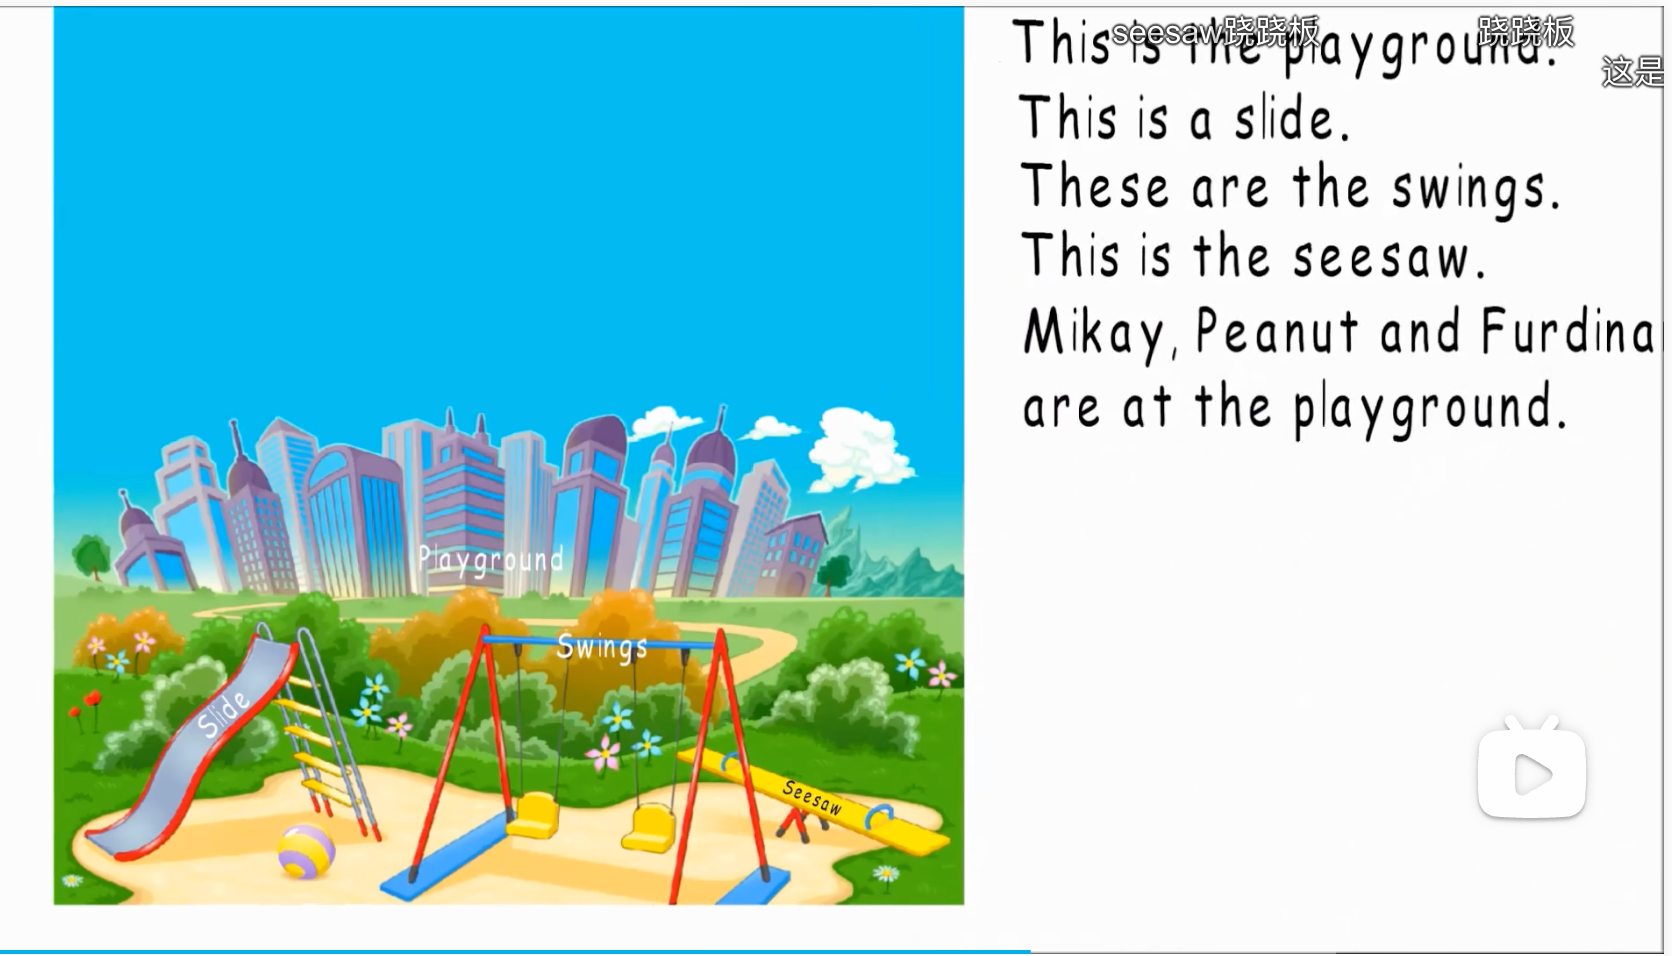 seesaw跷跷板
跷跷板
这是
This is the playground.
This is a slide.
These are the swings.
This is the seesaw.
Mikay, Peanut and Furdina
are at the playground.
Playground
Swings
Slide
Seesaw